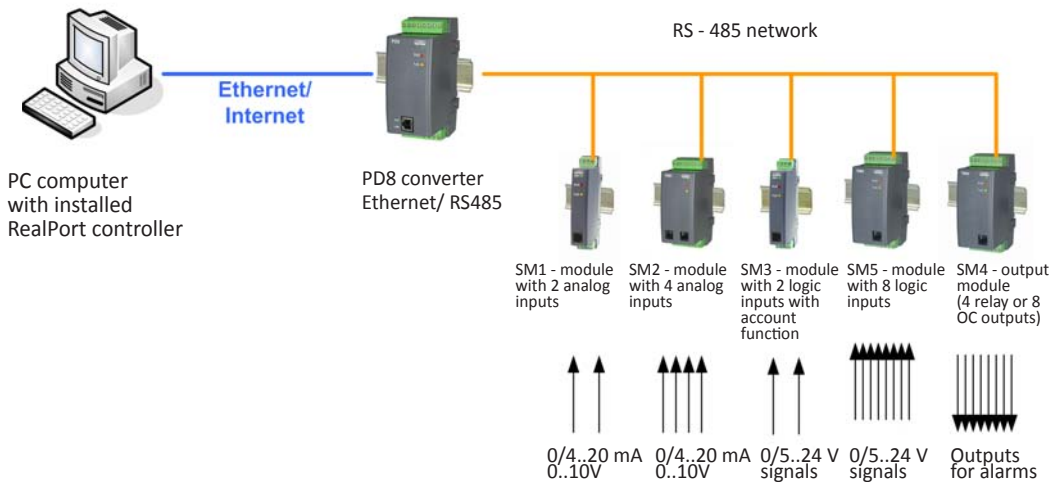 RS - 485 network
Ethernet/
Internet
PC computer
with installed
RealPort controller
PD8 converter
Ethernet/ RS485
SM1 - module
with 2 analog
inputs
SM2 - module
with 4 analog
inputs
SM3 - module
with 2 logic
inputs with
account
function
SM5 - module
with 8 logic
inputs
SM4 - output
module
(4 relay or 8
OC outputs)
0/4..20 mA
0..10V
0/4..20 mA
0..10V
0/5..24 V
signals
0/5..24 V
signals
Outputs
for alarms